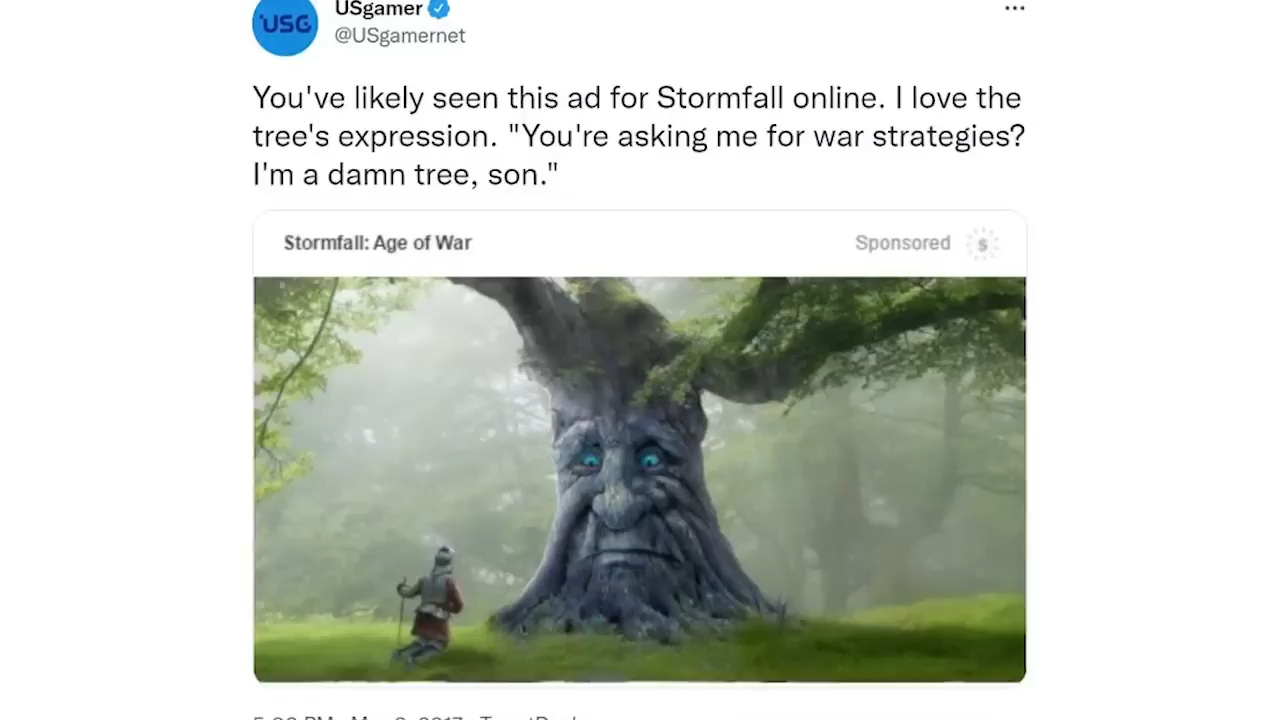 USgamer
USG
@USgamernet
You've likely seen this ad for Stormfall online. I love the
tree's expression. "You're asking me for war strategies?
I'm a damn tree, son."
Stormfall: Age of War
Sponsored
$